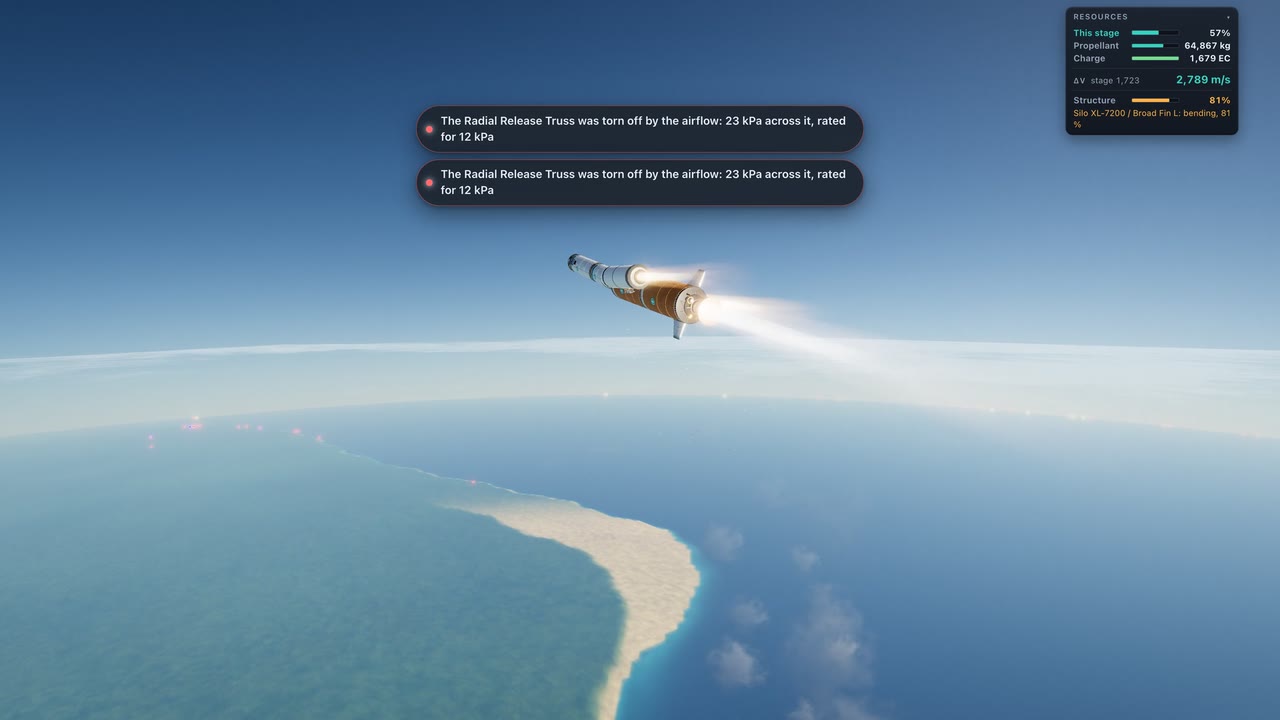 RESOURCES
This stage 57%
Propellant 64,867 kg
Charge 1,679 EC
ΔV stage 1,723 2,789 m/s
Structure 81%
Silo XL-7200 / Broad Fin L: bending, 81
%
The Radial Release Truss was torn off by the airflow: 23 kPa across it, rated
for 12 kPa
The Radial Release Truss was torn off by the airflow: 23 kPa across it, rated
for 12 kPa